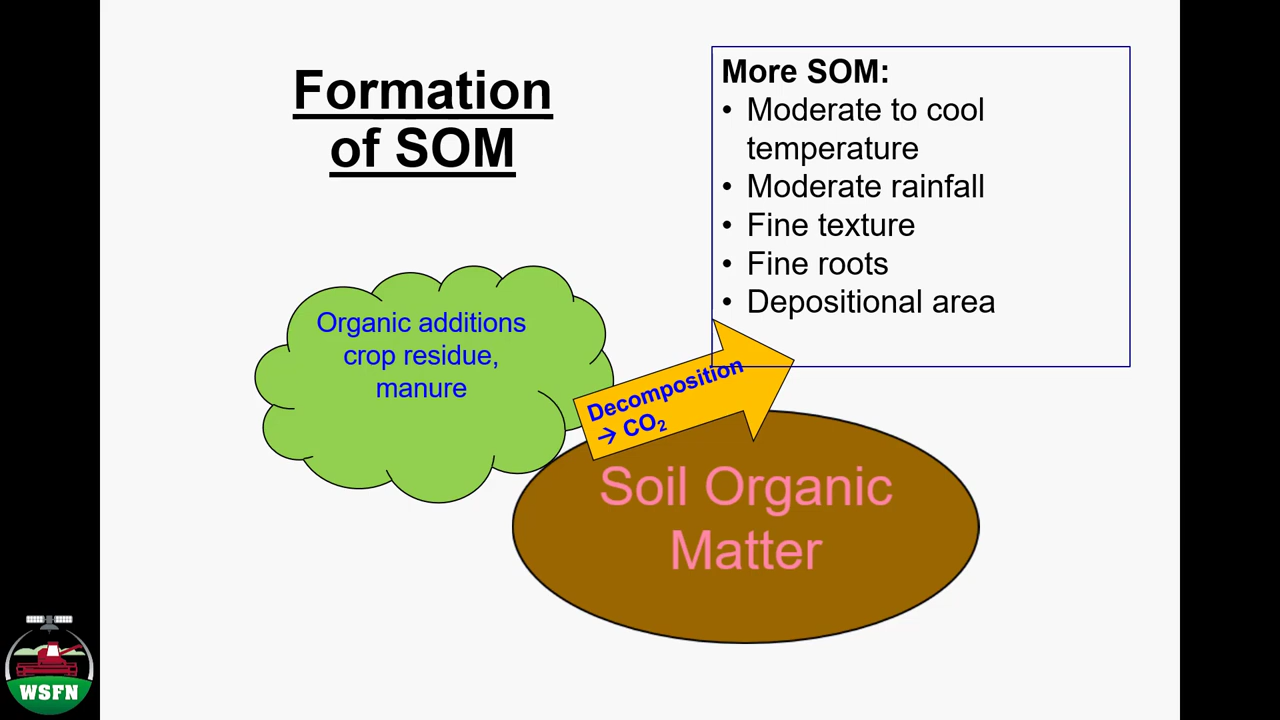 Formation
of SOM
More SOM:
• Moderate to cool
temperature
• Moderate rainfall
• Fine texture
• Fine roots
• Depositional area
Organic additions
crop residue,
manure
Decomposition
→ CO₂
Soil Organic
Matter
WSFN